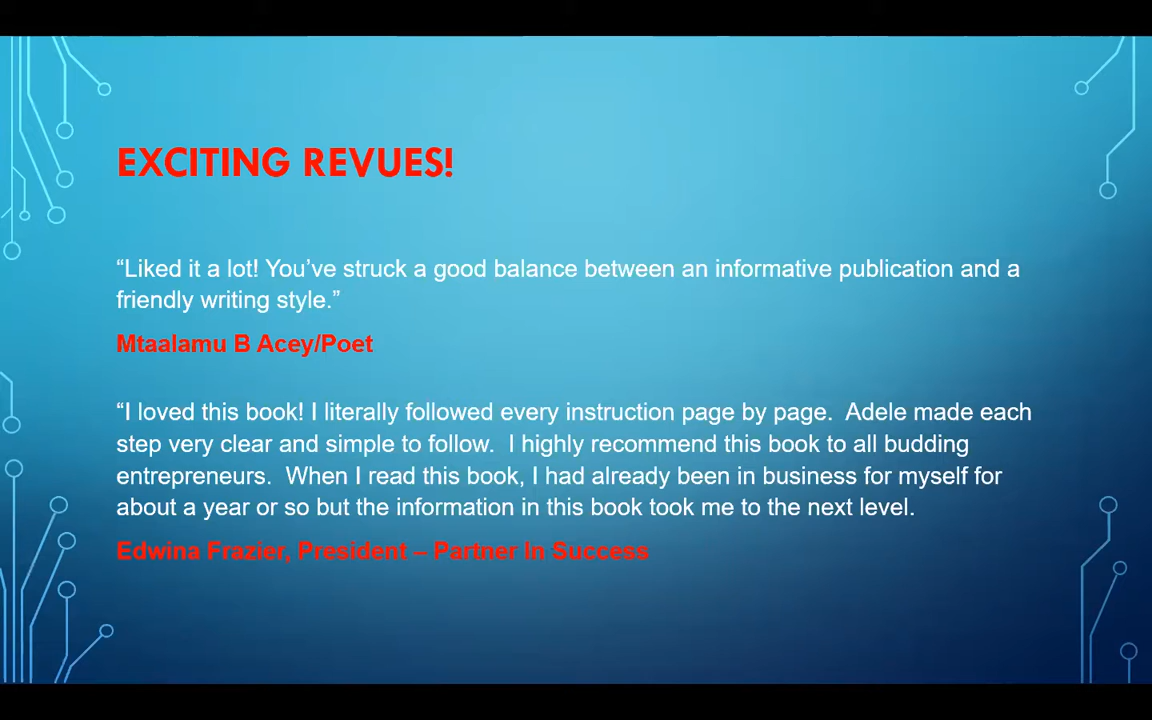 EXCITING REVUES!
“Liked it a lot! You’ve struck a good balance between an informative publication and a
friendly writing style.”
Mtaalamu B Acey/Poet
“I loved this book! I literally followed every instruction page by page.  Adele made each
step very clear and simple to follow.  I highly recommend this book to all budding
entrepreneurs.  When I read this book, I had already been in business for myself for
about a year or so but the information in this book took me to the next level.
Edwina Frazier, President – Partner In Success